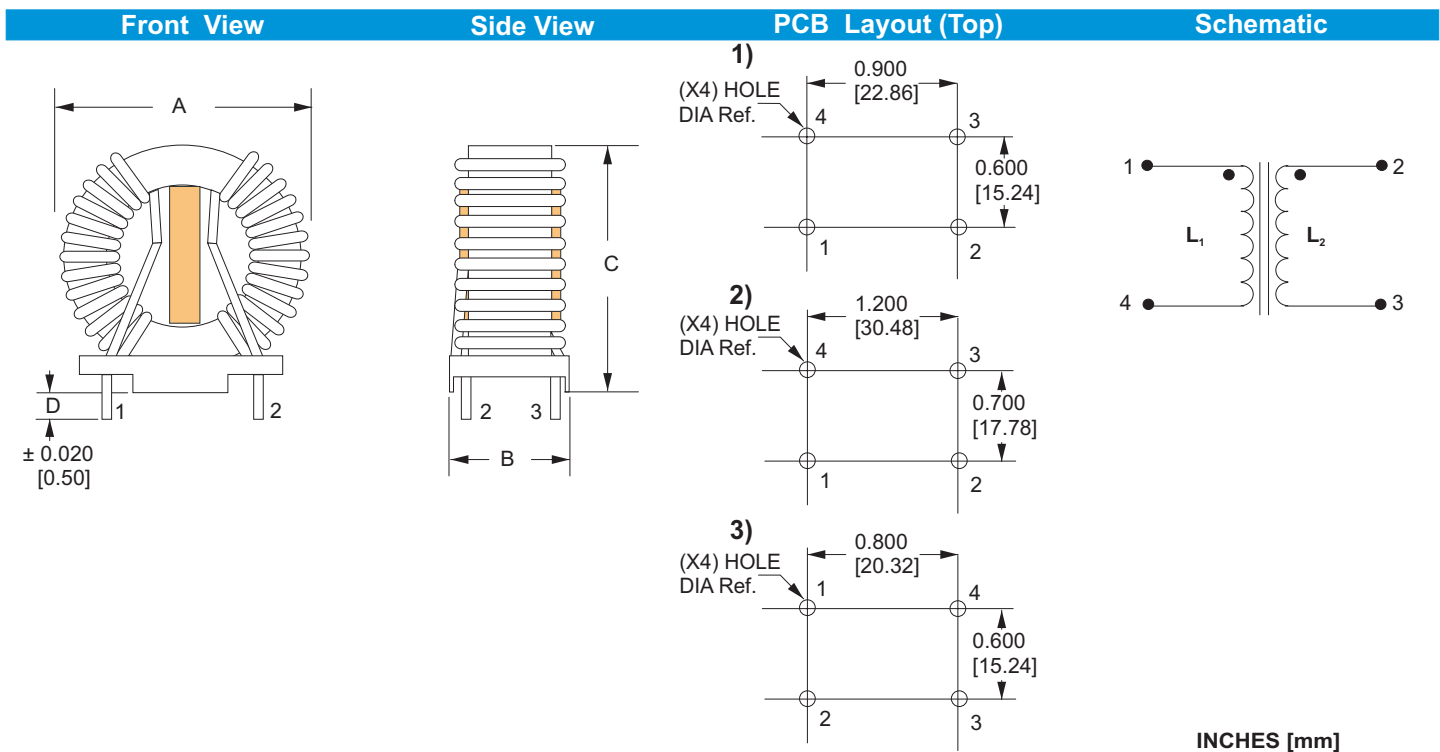 Front View
Side View
PCB Layout (Top)
Schematic
A
D
1
2
± 0.020
[0.50]
C
2
3
B
1)
(X4) HOLE
DIA Ref.
0.900
[22.86]
4
3
0.600
[15.24]
1
2
2)
(X4) HOLE
DIA Ref.
1.200
[30.48]
4
3
0.700
[17.78]
1
2
3)
(X4) HOLE
DIA Ref.
0.800
[20.32]
1
4
0.600
[15.24]
2
3
1
2
L₁
L₂
4
3
INCHES [mm]